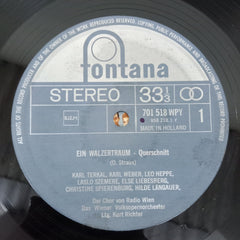 fontana
STEREO 33⅓
701 518 WPY
1
MADE IN HOLLAND
EIN WALZERTRAUM - Querschnitt
(O. Straus)
KARL TERKAL, KARL WEBER, LEO HEPPE,
LASLO SZEMERE, ELSE LIEBESBERG,
CHRISTINE SPIERENBURG, HILDE LANGAUER,
Der Chor von Radio Wien
Das Wiener Volksopernorchester
Ltg. Kurt Richter